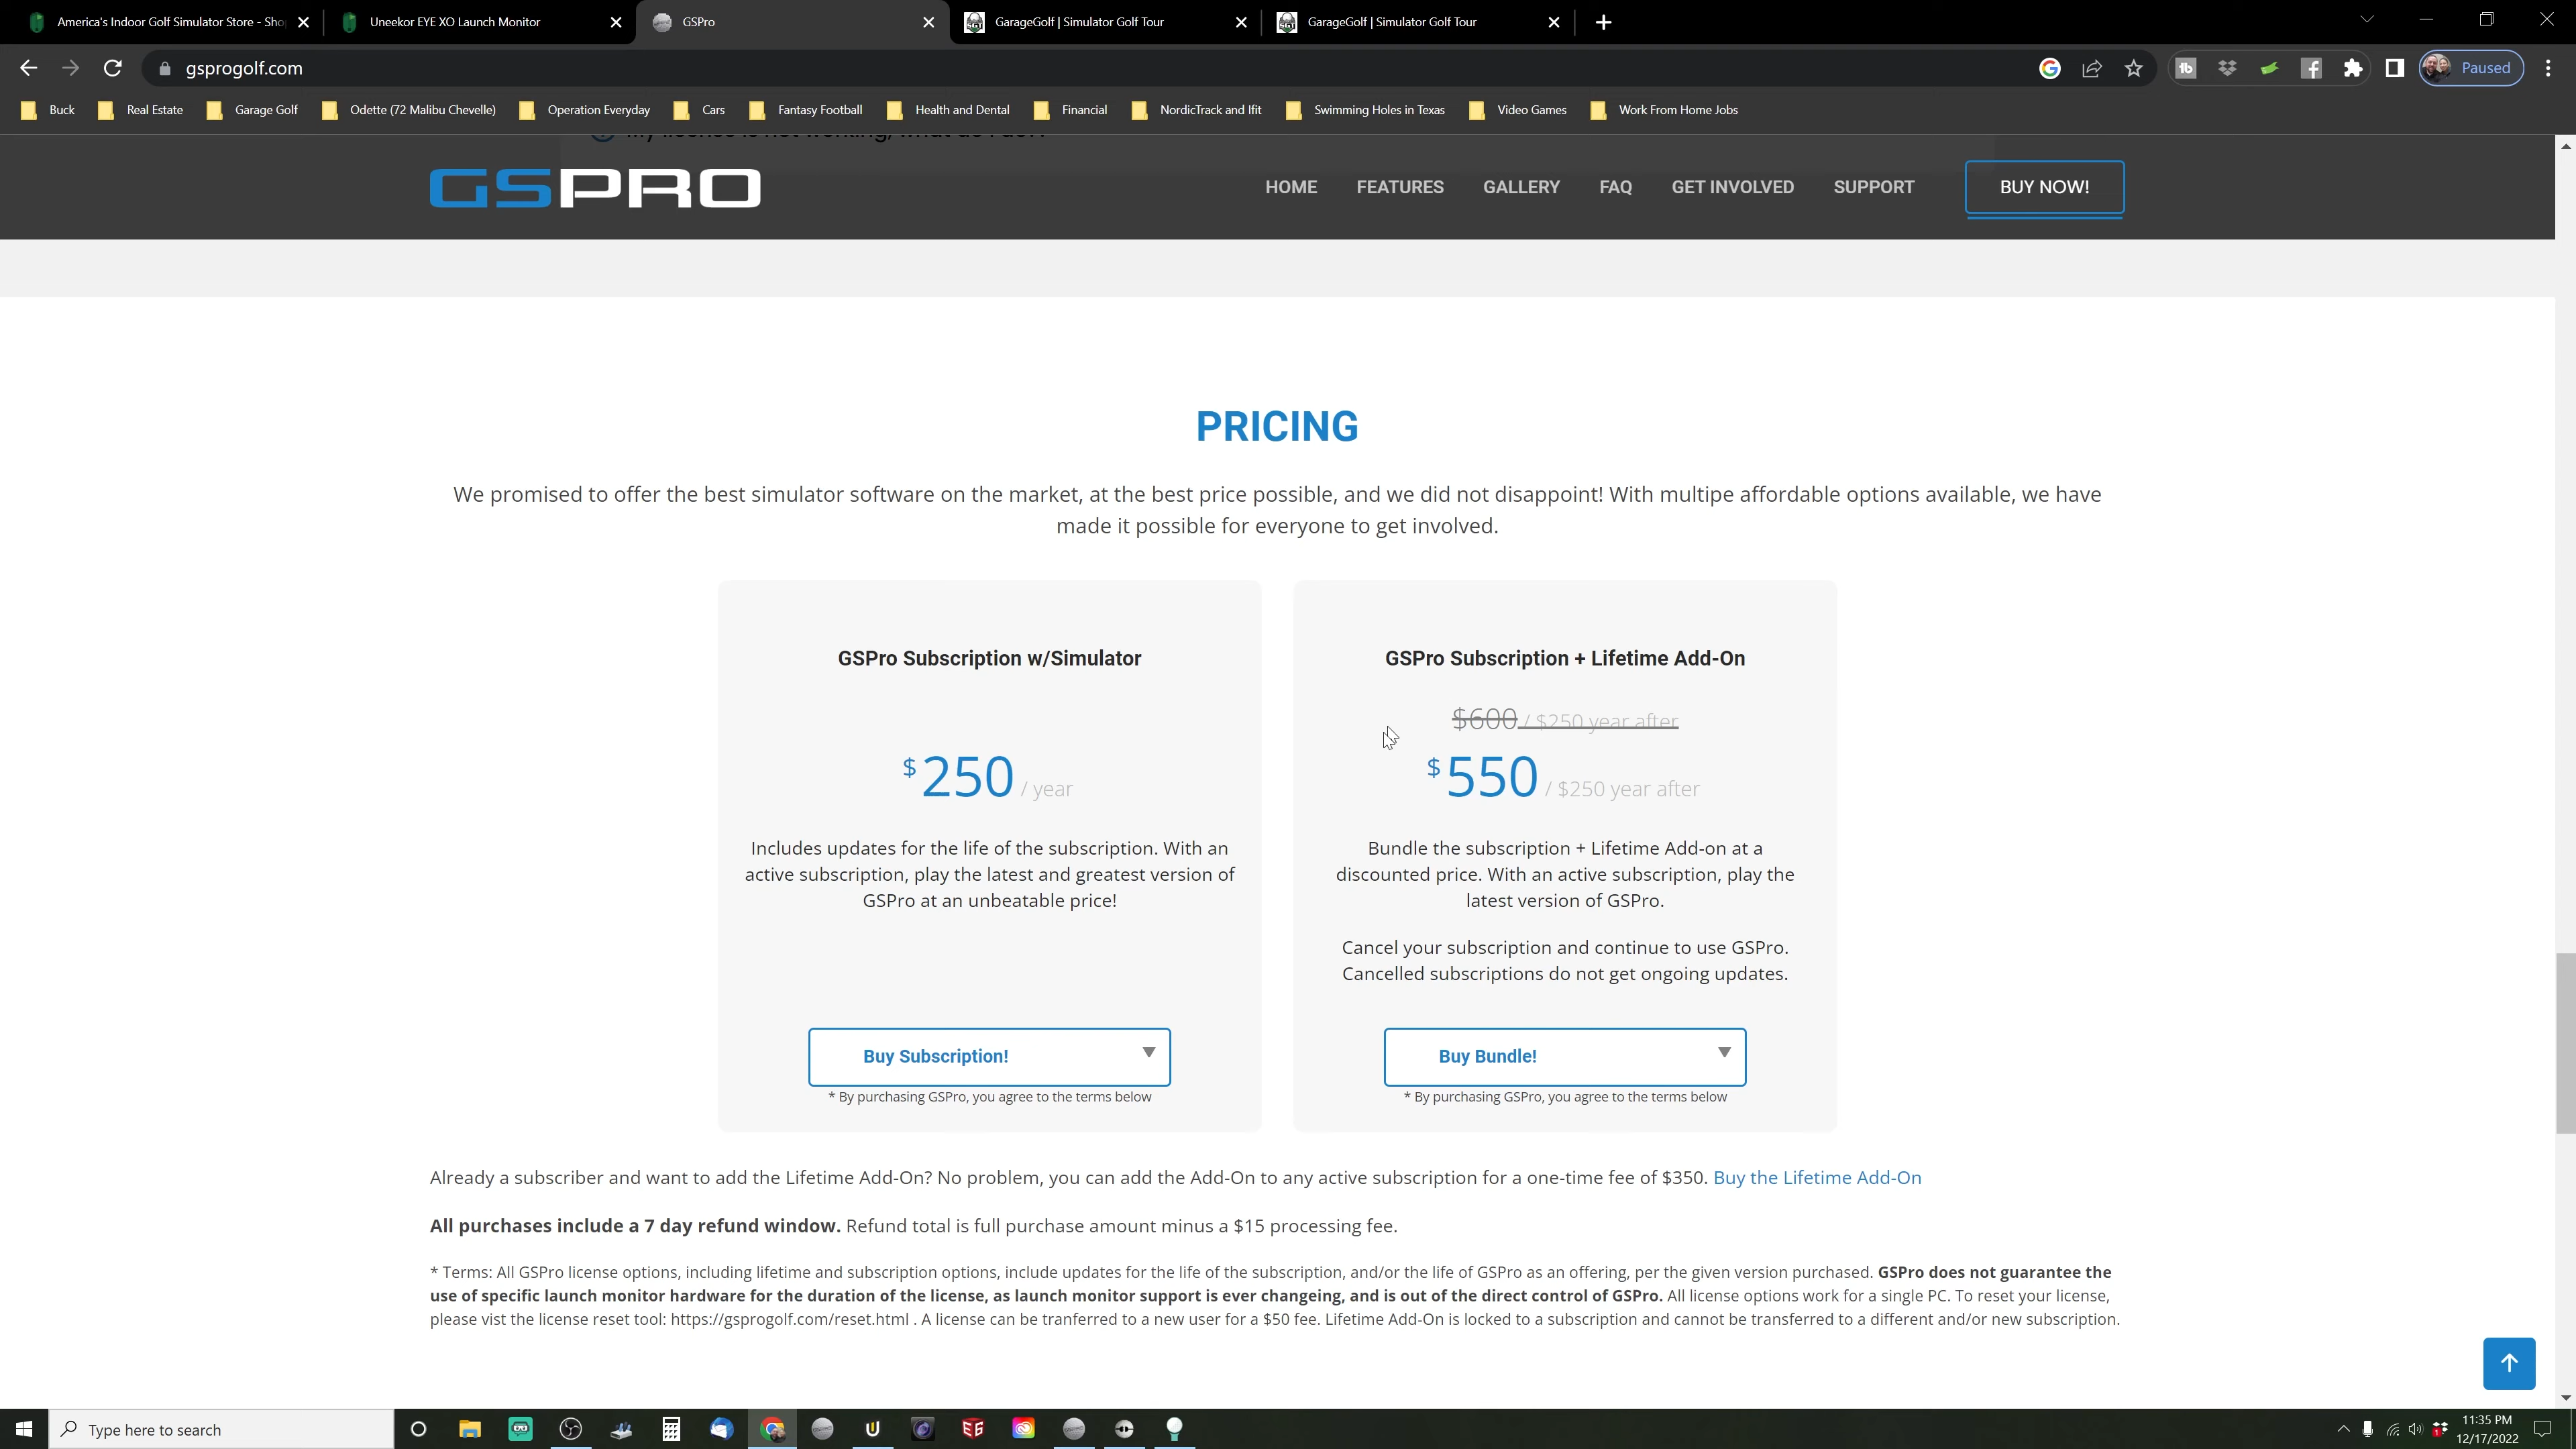 America's Indoor Golf Simulator Store - Sho
Uneekor EYE XO Launch Monitor
GSPro
GarageGolf | Simulator Golf Tour
GarageGolf | Simulator Golf Tour
gsprogolf.com
Paused
Buck
Real Estate
Garage Golf
Odette (72 Malibu Chevelle)
Operation Everyday
Cars
Fantasy Football
Health and Dental
Financial
NordicTrack and Ifit
Swimming Holes in Texas
Video Games
Work From Home Jobs
My license is not working, what do I do??
GSPRO
HOME
FEATURES
GALLERY
FAQ
GET INVOLVED
SUPPORT
BUY NOW!
PRICING
We promised to offer the best simulator software on the market, at the best price possible, and we did not disappoint! With multipe affordable options available, we have
made it possible for everyone to get involved.
GSPro Subscription w/Simulator
$250 / year
Includes updates for the life of the subscription. With an
active subscription, play the latest and greatest version of
GSPro at an unbeatable price!
Buy Subscription!
* By purchasing GSPro, you agree to the terms below
GSPro Subscription + Lifetime Add-On
$600 / $250 year after
$550 / $250 year after
Bundle the subscription + Lifetime Add-on at a
discounted price. With an active subscription, play the
latest version of GSPro.
Cancel your subscription and continue to use GSPro.
Cancelled subscriptions do not get ongoing updates.
Buy Bundle!
* By purchasing GSPro, you agree to the terms below
Already a subscriber and want to add the Lifetime Add-On? No problem, you can add the Add-On to any active subscription for a one-time fee of $350. Buy the Lifetime Add-On
All purchases include a 7 day refund window. Refund total is full purchase amount minus a $15 processing fee.
* Terms: All GSPro license options, including lifetime and subscription options, include updates for the life of the subscription, and/or the life of GSPro as an offering, per the given version purchased. GSPro does not guarantee the
use of specific launch monitor hardware for the duration of the license, as launch monitor support is ever changeing, and is out of the direct control of GSPro. All license options work for a single PC. To reset your license,
please vist the license reset tool: https://gsprogolf.com/reset.html . A license can be tranferred to a new user for a $50 fee. Lifetime Add-On is locked to a subscription and cannot be transferred to a different and/or new subscription.
Type here to search
11:35 PM
12/17/2022